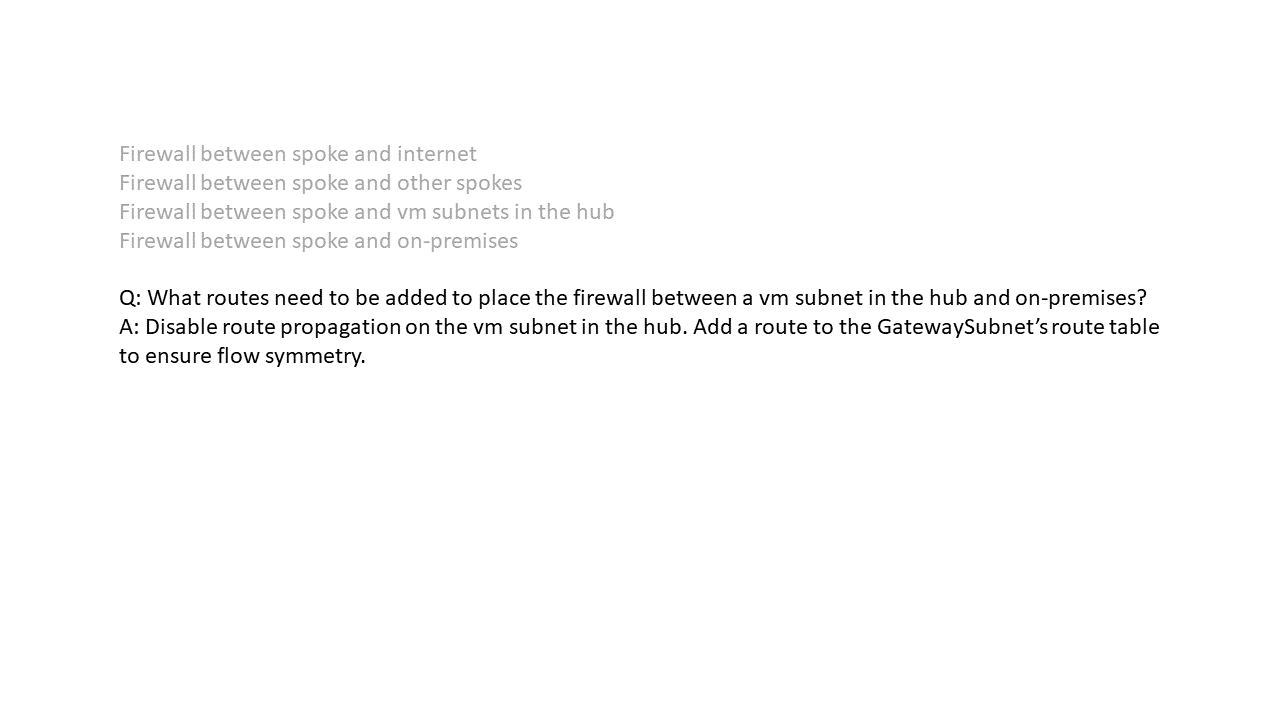 Firewall between spoke and internet
Firewall between spoke and other spokes
Firewall between spoke and vm subnets in the hub
Firewall between spoke and on-premises
Q: What routes need to be added to place the firewall between a vm subnet in the hub and on-premises?
A: Disable route propagation on the vm subnet in the hub. Add a route to the GatewaySubnet’s route table
to ensure flow symmetry.